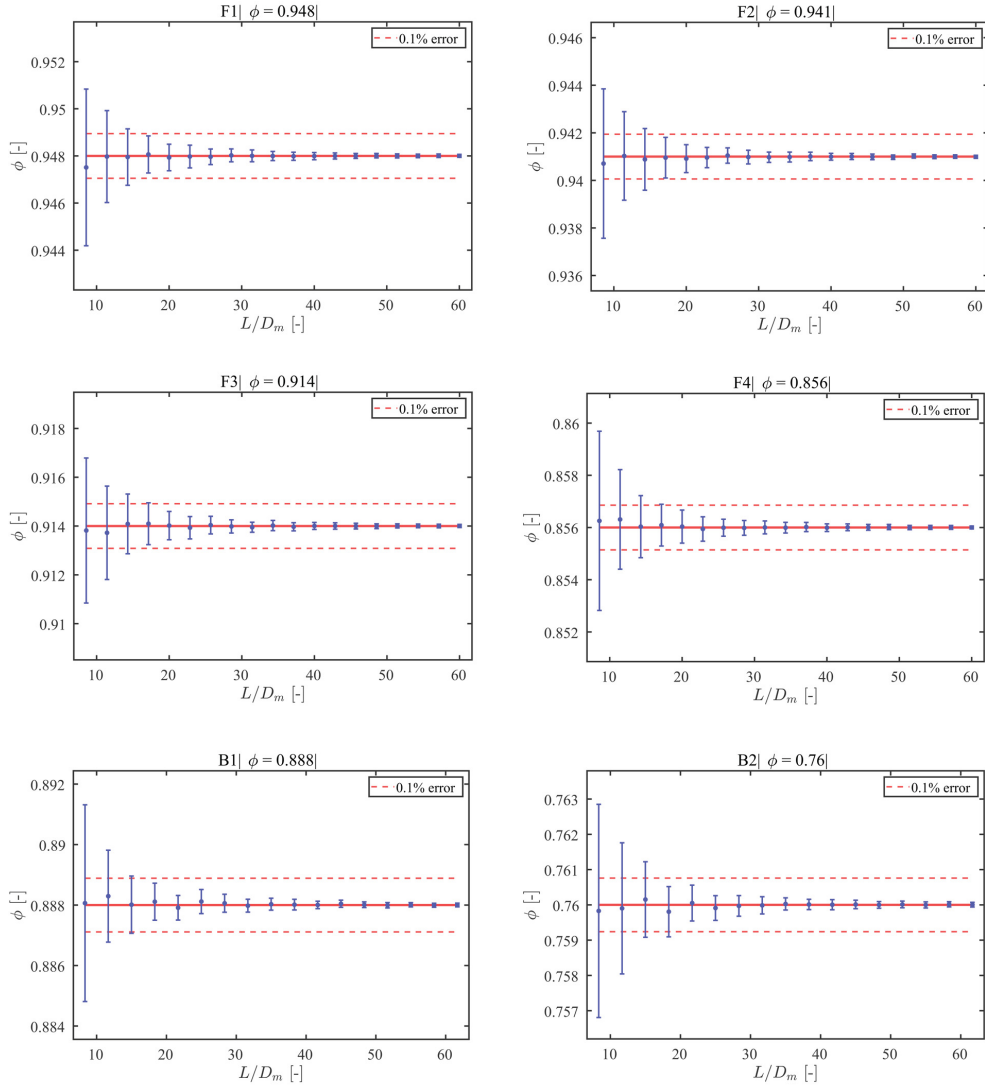 F1| ϕ = 0.948|
0.1% error
0.952
0.95
0.948
0.946
0.944
ϕ [-]
10 20 30 40 50 60
L/Dm [-]
F2| ϕ = 0.941|
0.1% error
0.946
0.944
0.942
0.94
0.938
0.936
ϕ [-]
10 20 30 40 50 60
L/Dm [-]
F3| ϕ = 0.914|
0.1% error
0.918
0.916
0.914
0.912
0.91
ϕ [-]
10 20 30 40 50 60
L/Dm [-]
F4| ϕ = 0.856|
0.1% error
0.86
0.858
0.856
0.854
0.852
ϕ [-]
10 20 30 40 50 60
L/Dm [-]
B1| ϕ = 0.888|
0.1% error
0.892
0.89
0.888
0.886
0.884
ϕ [-]
10 20 30 40 50 60
L/Dm [-]
B2| ϕ = 0.76|
0.1% error
0.763
0.762
0.761
0.76
0.759
0.758
0.757
ϕ [-]
10 20 30 40 50 60
L/Dm [-]